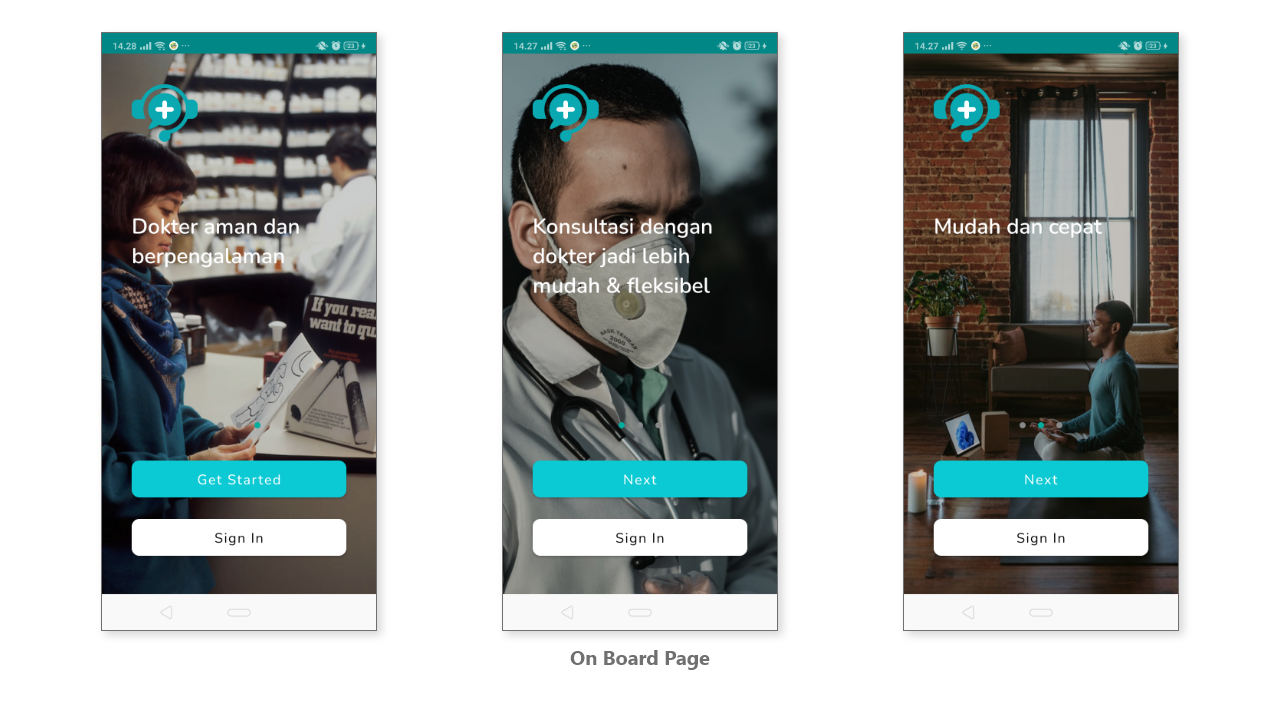 14.28
23
Dokter aman dan
berpengalaman
If you real
want to qu
Get Started
Sign In
14.27
23
Konsultasi dengan
dokter jadi lebih
mudah & fleksibel
2000
Next
Sign In
14.27
23
Mudah dan cepat
Next
Sign In
On Board Page